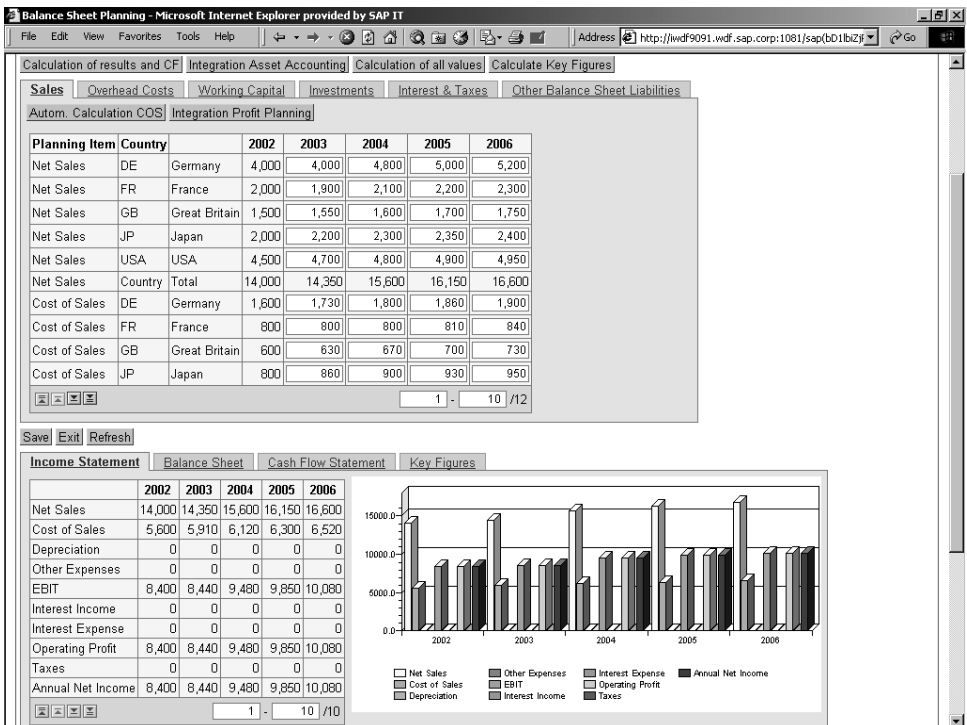 Balance Sheet Planning - Microsoft Internet Explorer provided by SAP IT
File Edit View Favorites Tools Help Address http://iwdf9091.wdf.sap.corp:1081/sap(bD1lbiZjF Go
Calculation of results and CF Integration Asset Accounting Calculation of all values Calculate Key Figures
Sales Overhead Costs Working Capital Investments Interest & Taxes Other Balance Sheet Liabilities
Autom. Calculation COS Integration Profit Planning
Planning Item Country 2002 2003 2004 2005 2006
Net Sales DE Germany 4,000 4,000 4,800 5,000 5,200
Net Sales FR France 2,000 1,900 2,100 2,200 2,300
Net Sales GB Great Britain 1,500 1,550 1,600 1,700 1,750
Net Sales JP Japan 2,000 2,200 2,300 2,350 2,400
Net Sales USA USA 4,500 4,700 4,800 4,900 4,950
Net Sales Country Total 14,000 14,350 15,600 16,150 16,600
Cost of Sales DE Germany 1,600 1,730 1,800 1,860 1,900
Cost of Sales FR France 800 800 800 810 840
Cost of Sales GB Great Britain 600 630 670 700 730
Cost of Sales JP Japan 800 860 900 930 950
1 - 10 /12
Save Exit Refresh
Income Statement Balance Sheet Cash Flow Statement Key Figures
2002 2003 2004 2005 2006
Net Sales 14,000 14,350 15,600 16,150 16,600
Cost of Sales 5,600 5,910 6,120 6,300 6,520
Depreciation 0 0 0 0 0
Other Expenses 0 0 0 0 0
EBIT 8,400 8,440 9,480 9,850 10,080
Interest Income 0 0 0 0 0
Interest Expense 0 0 0 0 0
Operating Profit 8,400 8,440 9,480 9,850 10,080
Taxes 0 0 0 0 0
Annual Net Income 8,400 8,440 9,480 9,850 10,080
1 - 10 /10
15000.0
10000.0
5000.0
0.0
2002 2003 2004 2005 2006
Net Sales Other Expenses Interest Expense Annual Net Income
Cost of Sales EBIT Operating Profit
Depreciation Interest Income Taxes